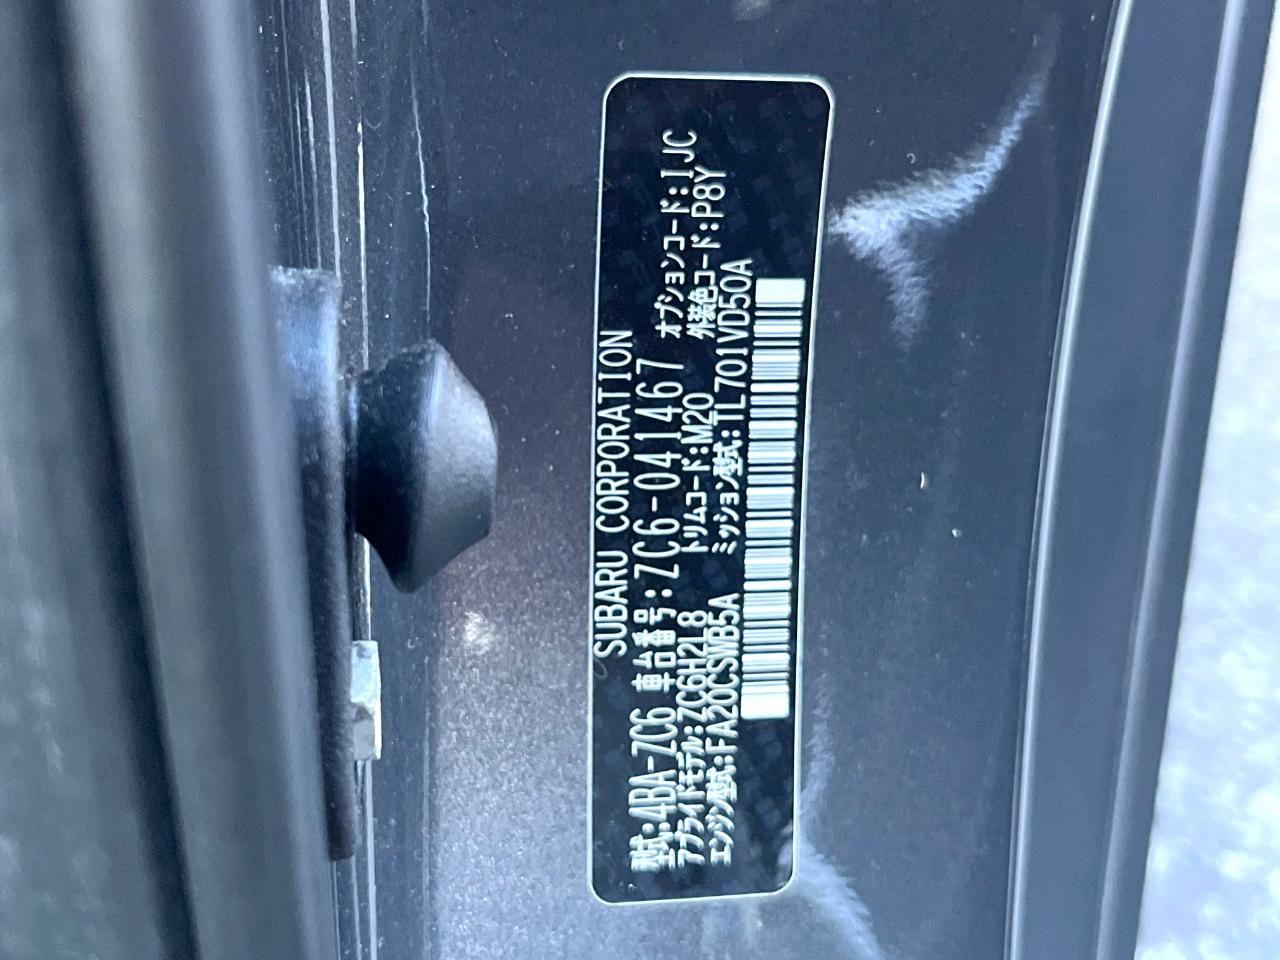 SUBARU CORPORATION
型式:4BA-ZC6 車台番号:ZC6-041467
アプライドモデル:ZC6H2L8 トリムコード:M20 オプションコード:IJC
外装色コード:P8Y
エンジン型式:FA20CSWB5A ミッション型式:TL701VD50A